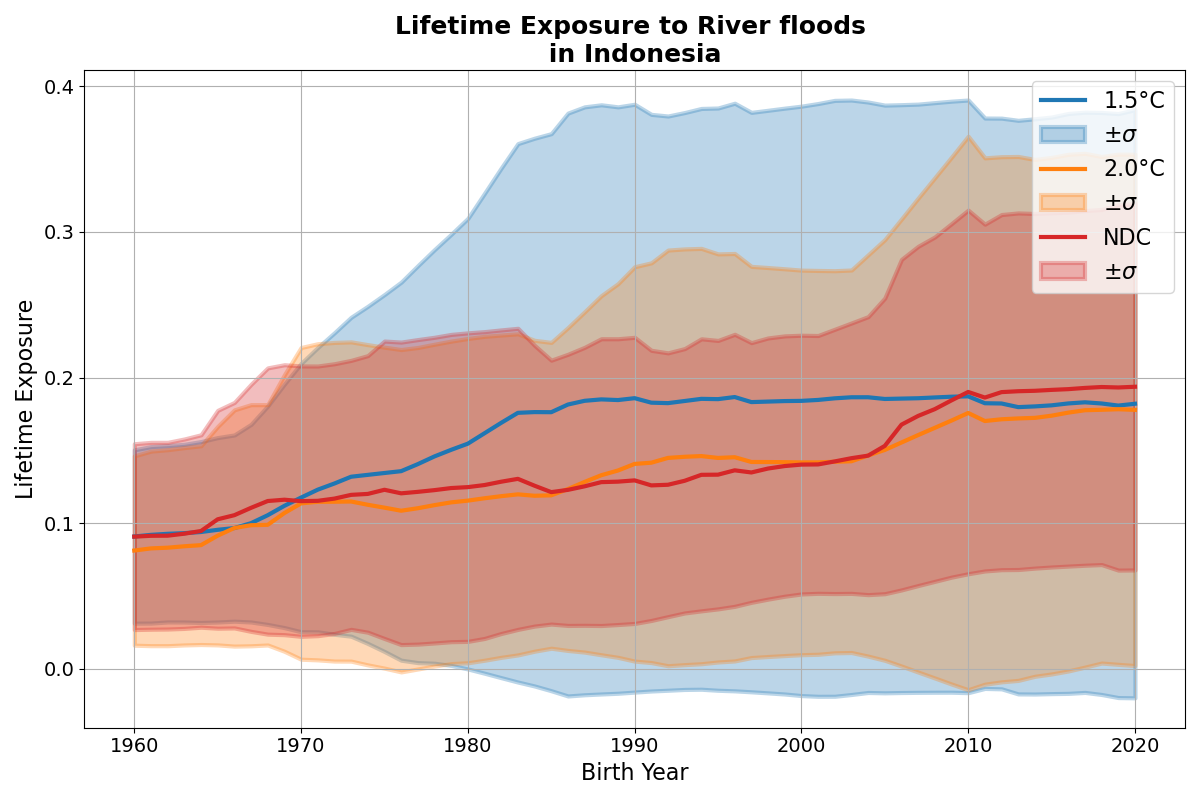 Lifetime Exposure to River floods
in Indonesia
Lifetime Exposure
0.4
0.3
0.2
0.1
0.0
1960 1970 1980 1990 2000 2010 2020
Birth Year
1.5°C
±σ
2.0°C
±σ
NDC
±σ